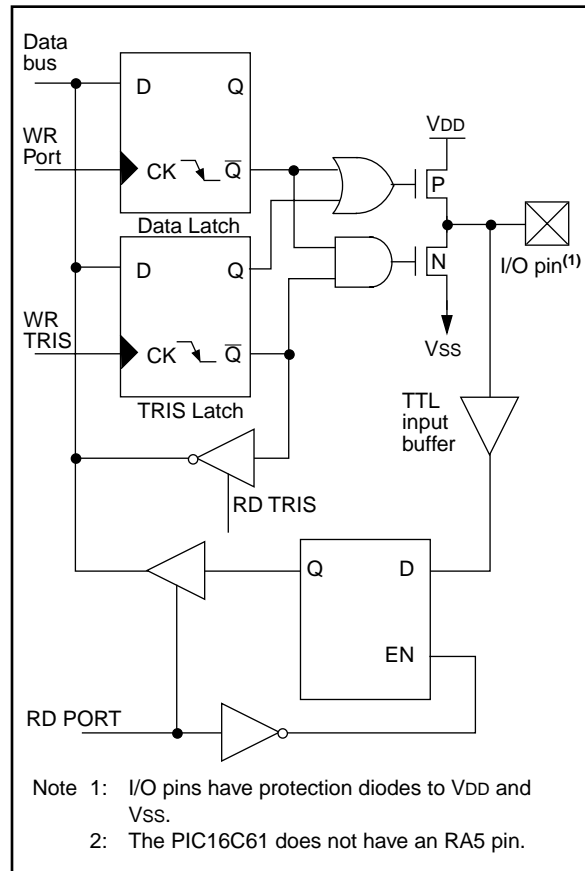 Data
bus
D Q
VDD
WR
Port
CK Q
P
Data Latch
D Q
N
I/O pin(1)
WR
TRIS
CK Q
VSS
TRIS Latch
TTL
input
buffer
RD TRIS
Q D
EN
RD PORT
Note 1: I/O pins have protection diodes to VDD and
VSS.
2: The PIC16C61 does not have an RA5 pin.